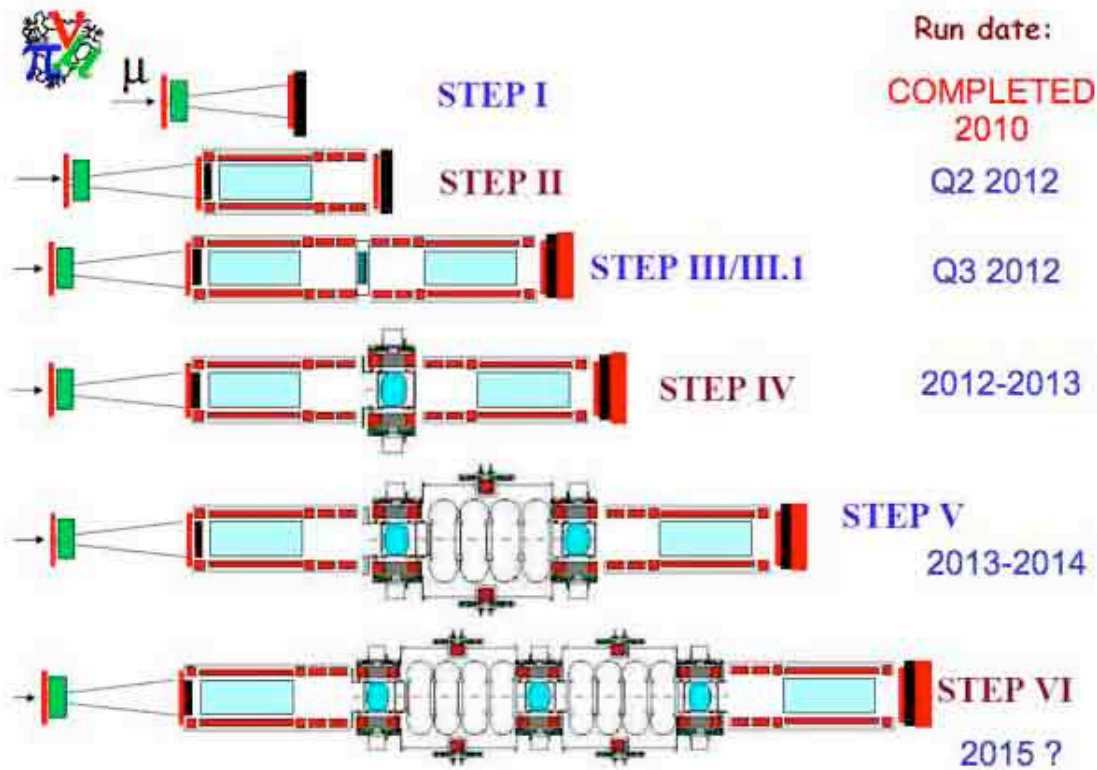 Run date:
μ
STEP I
COMPLETED
2010
STEP II
Q2 2012
STEP III/III.1
Q3 2012
STEP IV
2012-2013
STEP V
2013-2014
STEP VI
2015 ?